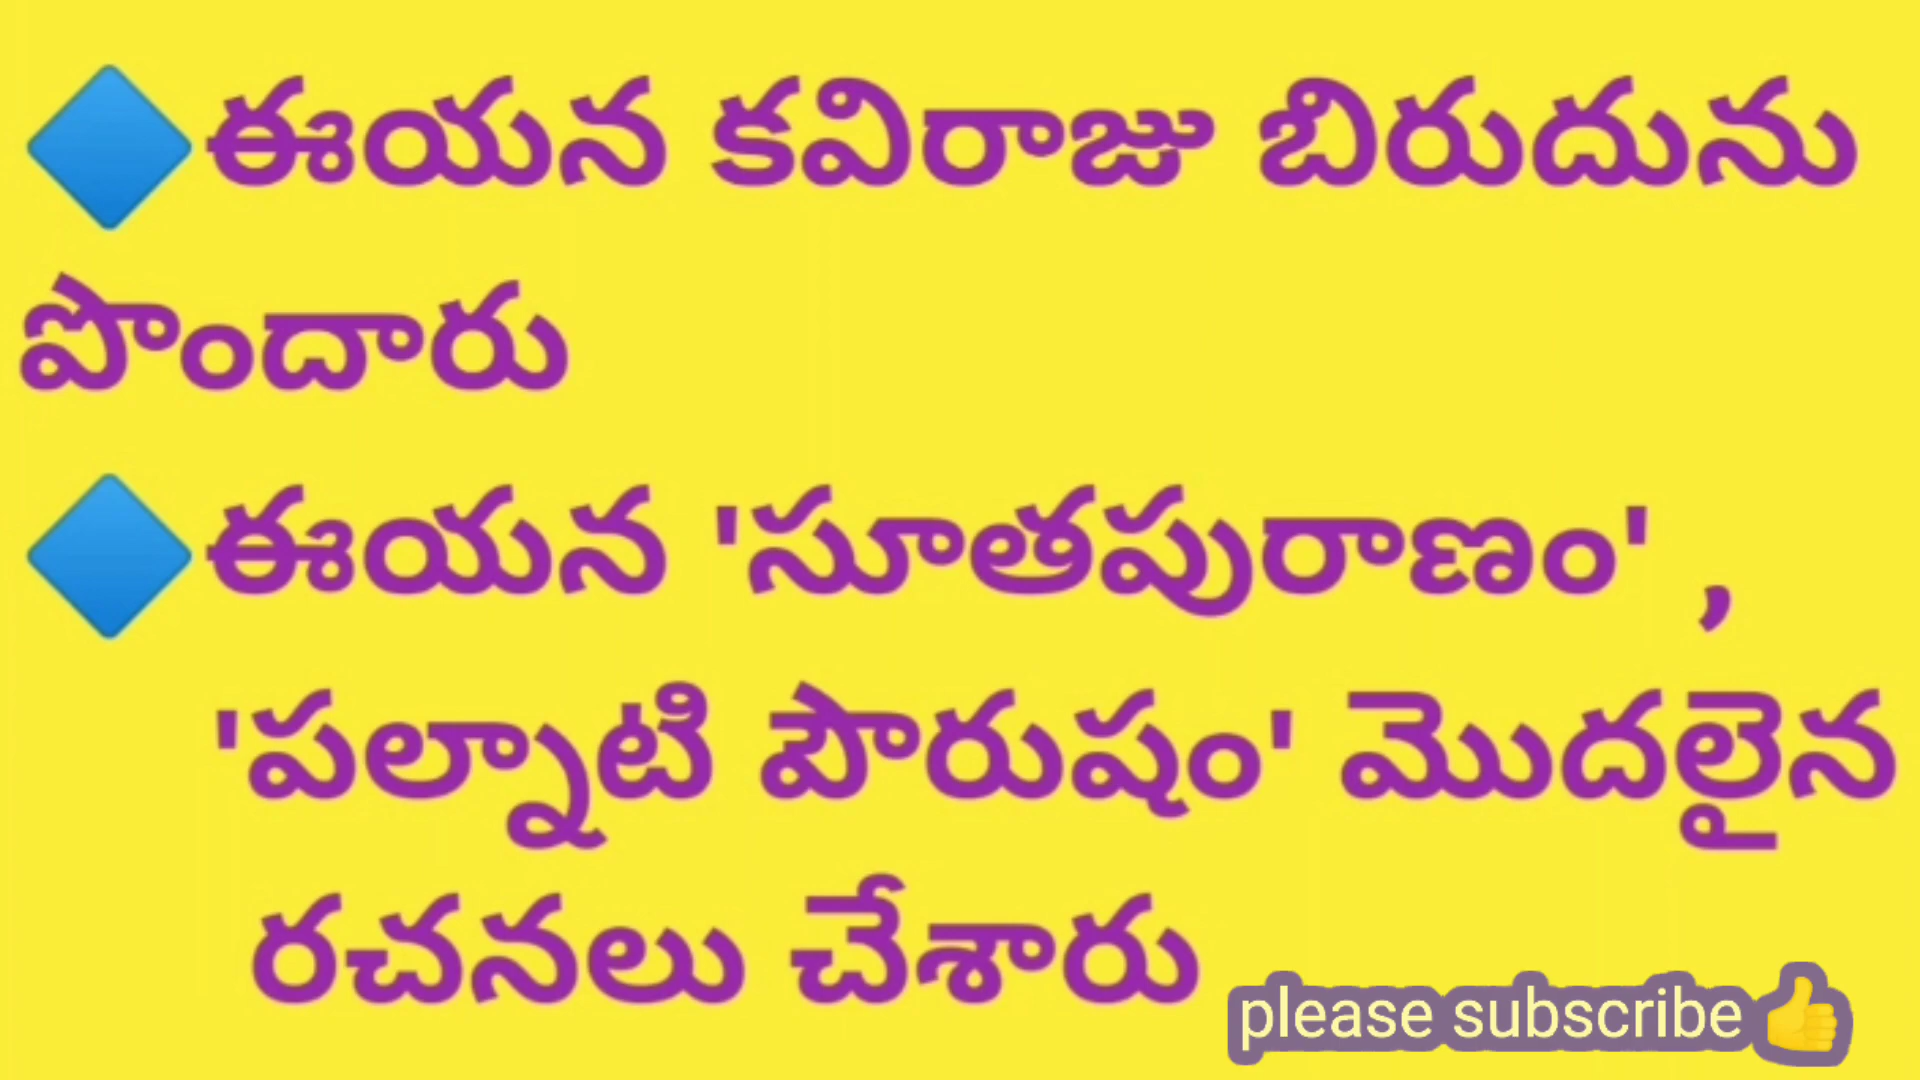 🔷ఈయన కవిరాజు బిరుదును
పొందారు
🔷ఈయన 'సూతపురాణం' ,
'పల్నాటి పౌరుషం' మొదలైన
రచనలు చేశారు
please subscribe👍